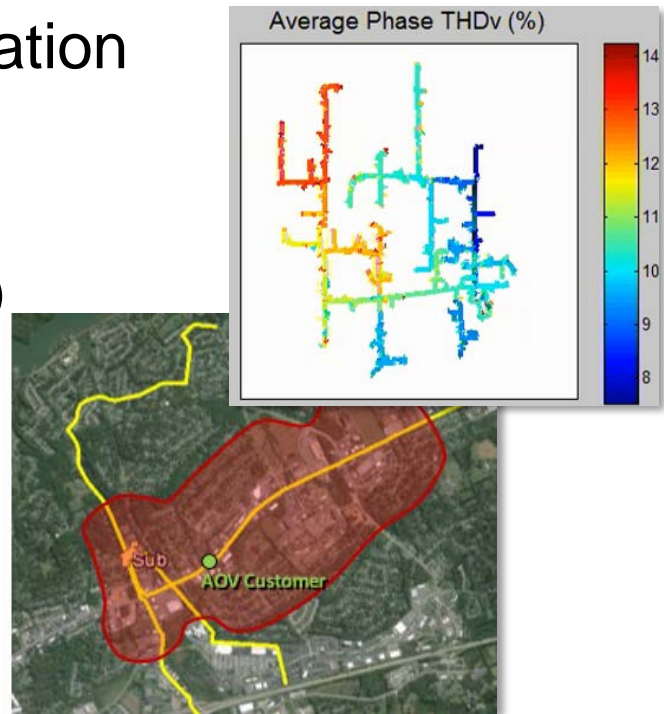 ation
)
Average Phase THDv (%)
14
13
12
11
10
9
8
Sub
AOV Customer